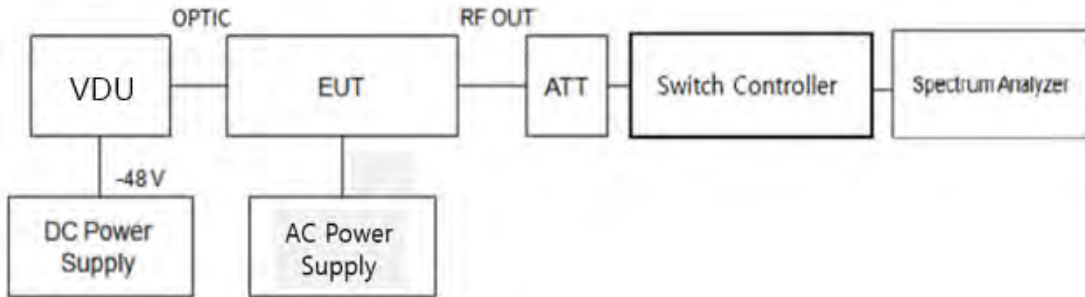 OPTIC
RF OUT
VDU
EUT
ATT
Switch Controller
Spectrum Analyzer
-48 V
DC Power
Supply
AC Power
Supply